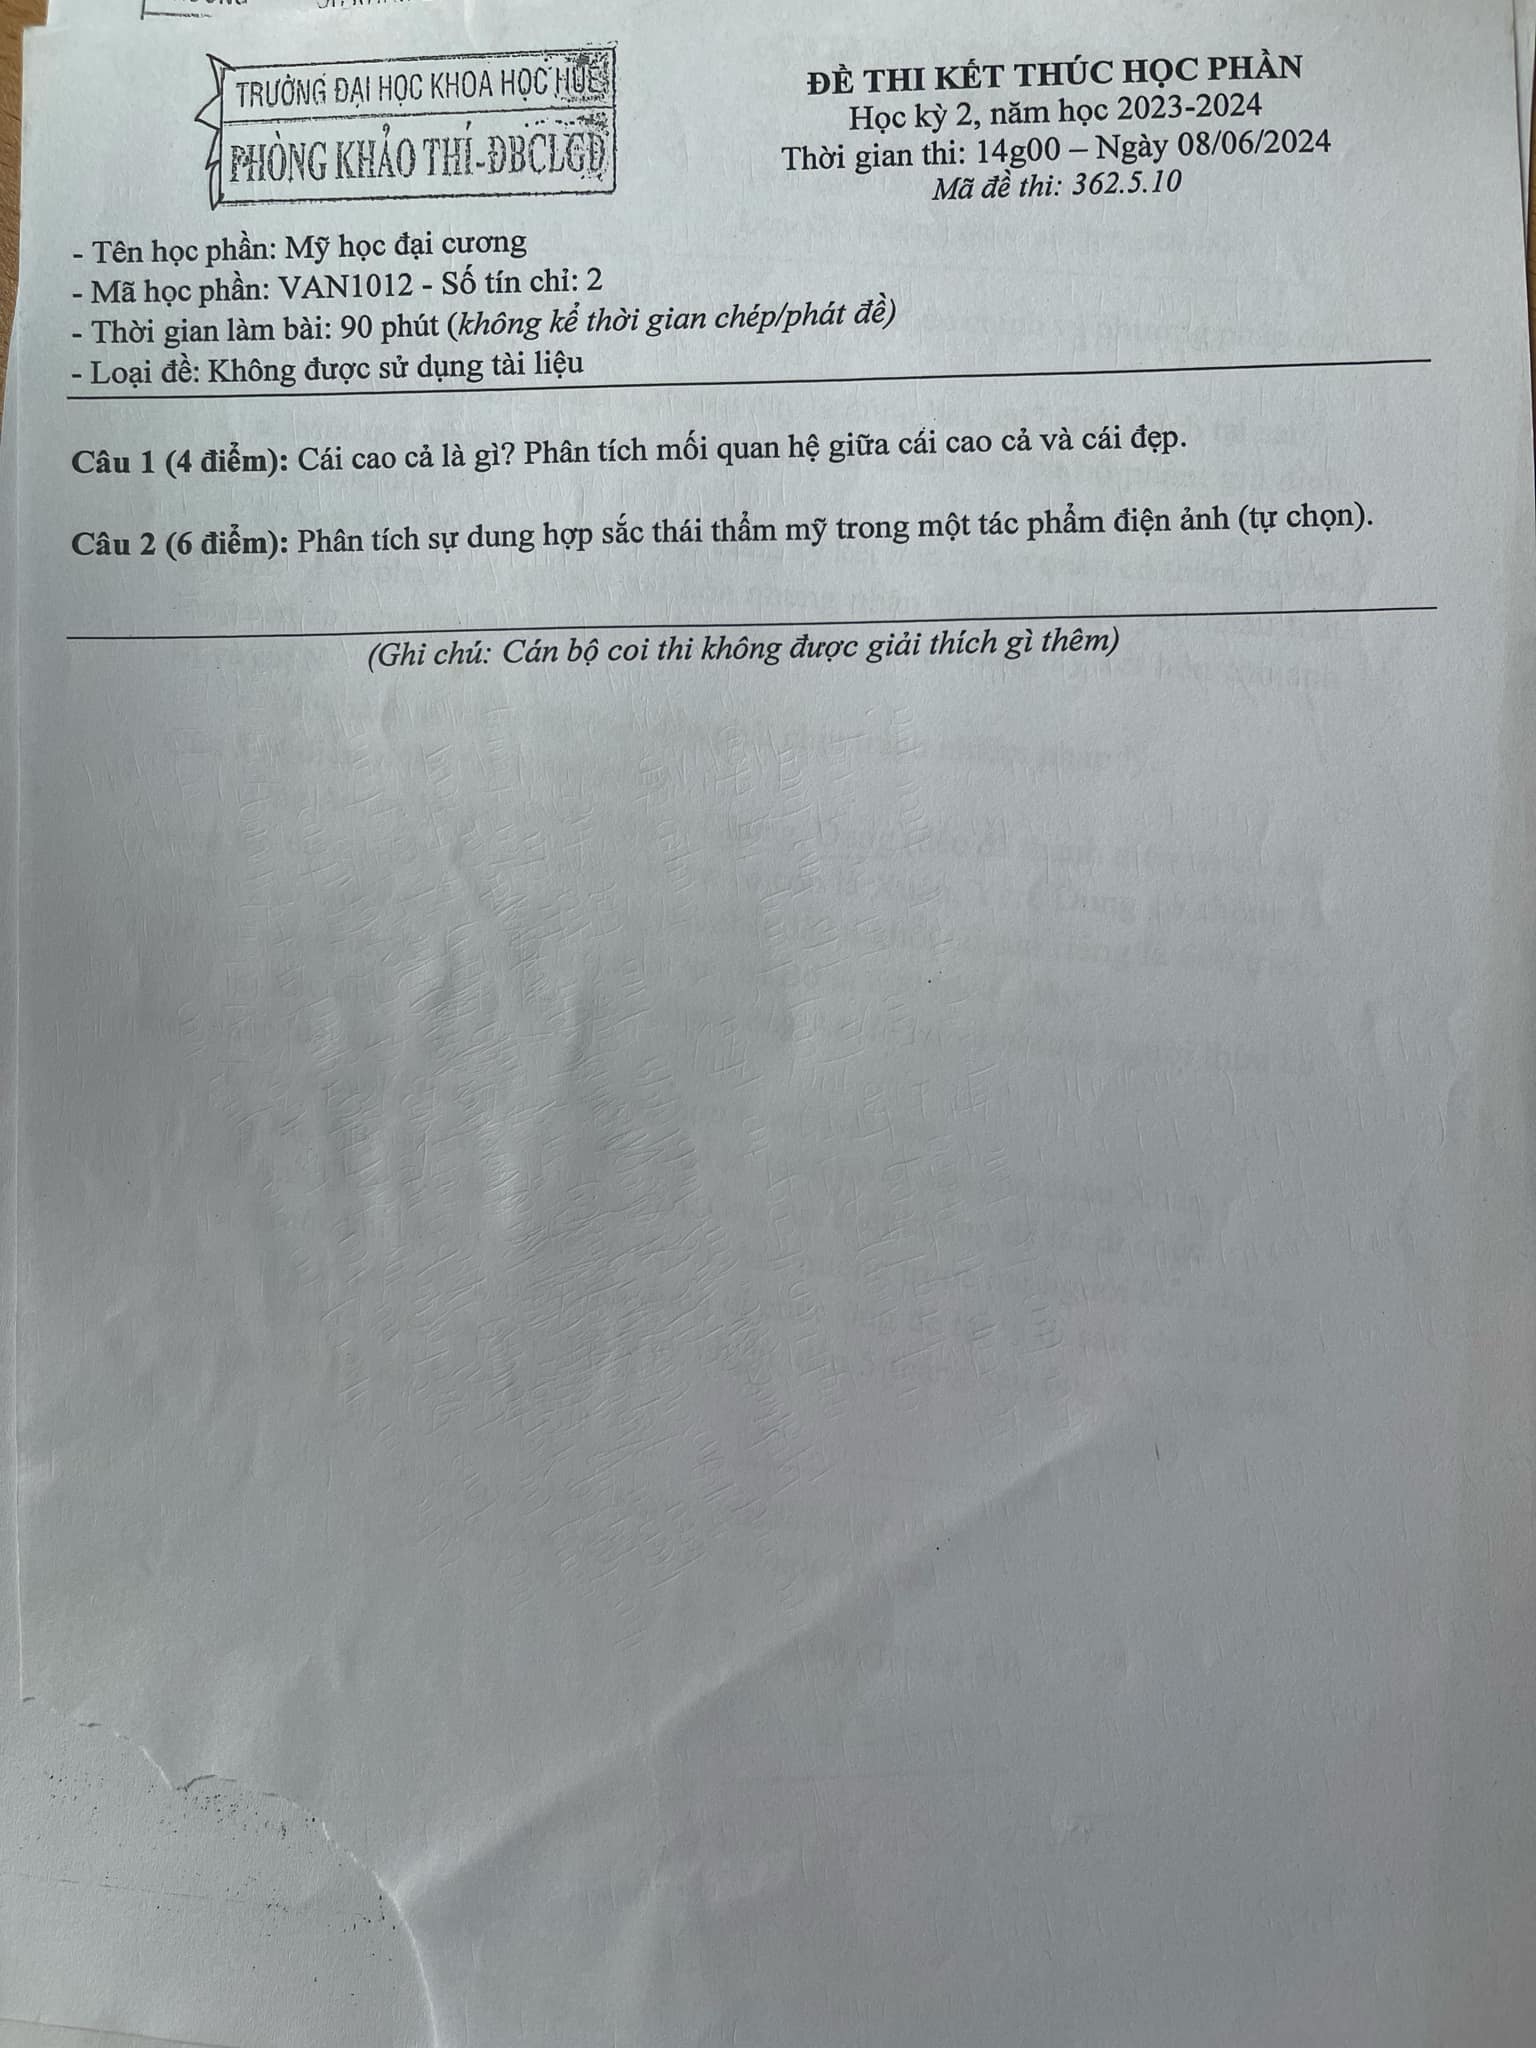 TRƯỜNG ĐẠI HỌC KHOA HỌC HUẾ
PHÒNG KHẢO THÍ-ĐBCLGD
ĐỀ THI KẾT THÚC HỌC PHẦN
Học kỳ 2, năm học 2023-2024
Thời gian thi: 14g00 – Ngày 08/06/2024
Mã đề thi: 362.5.10
- Tên học phần: Mỹ học đại cương
- Mã học phần: VAN1012 - Số tín chỉ: 2
- Thời gian làm bài: 90 phút (không kể thời gian chép/phát đề)
- Loại đề: Không được sử dụng tài liệu
Câu 1 (4 điểm): Cái cao cả là gì? Phân tích mối quan hệ giữa cái cao cả và cái đẹp.
Câu 2 (6 điểm): Phân tích sự dung hợp sắc thái thẩm mỹ trong một tác phẩm điện ảnh (tự chọn).
(Ghi chú: Cán bộ coi thi không được giải thích gì thêm)